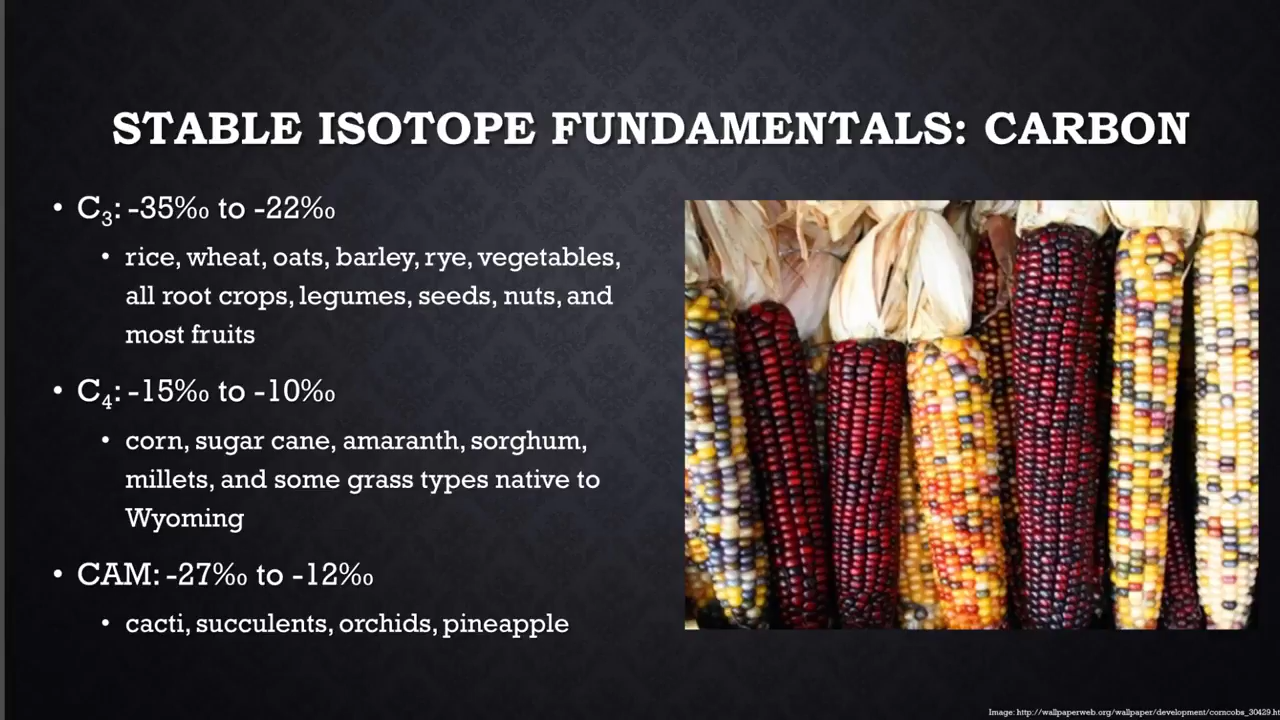 STABLE ISOTOPE FUNDAMENTALS: CARBON
• C₃: -35‰ to -22‰
• rice, wheat, oats, barley, rye, vegetables,
all root crops, legumes, seeds, nuts, and
most fruits
• C₄: -15‰ to -10‰
• corn, sugar cane, amaranth, sorghum,
millets, and some grass types native to
Wyoming
• CAM: -27‰ to -12‰
• cacti, succulents, orchids, pineapple
Image: http://wallpaperweb.org/wallpaper/development/corncobs_30429.ht